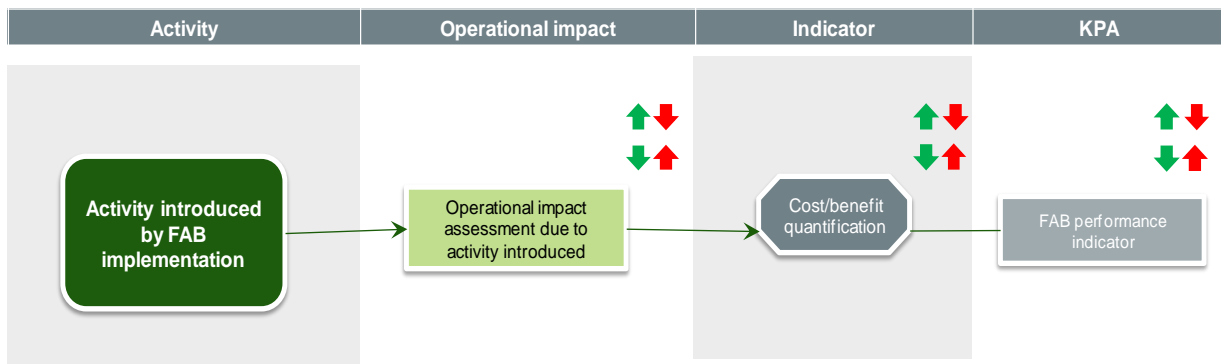 Activity
Operational impact
Indicator
KPA
Activity introduced
by FAB
implementation
Operational impact
assessment due to
activity introduced
Cost/benefit
quantification
FAB performance
indicator